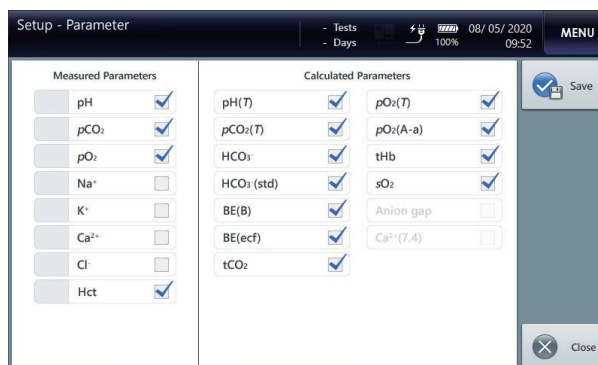 Setup - Parameter
- Tests
- Days
100%
08/ 05/ 2020
09:52
MENU
Measured Parameters
pH
pCO₂
pO₂
Na⁺
K⁺
Ca²⁺
Cl⁻
Hct
Calculated Parameters
pH(T)
pCO₂(T)
HCO₃⁻
HCO₃⁻(std)
BE(B)
BE(ecf)
tCO₂
pO₂(T)
pO₂(A-a)
tHb
sO₂
Anion gap
Ca²⁺(7.4)
Save
Close